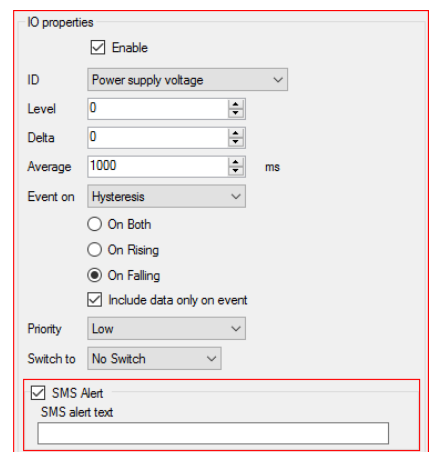 IO properties
Enable
ID Power supply voltage
Level 0
Delta 0
Average 1000 ms
Event on Hysteresis
On Both
On Rising
On Falling
Include data only on event
Priority Low
Switch to No Switch
SMS Alert
SMS alert text